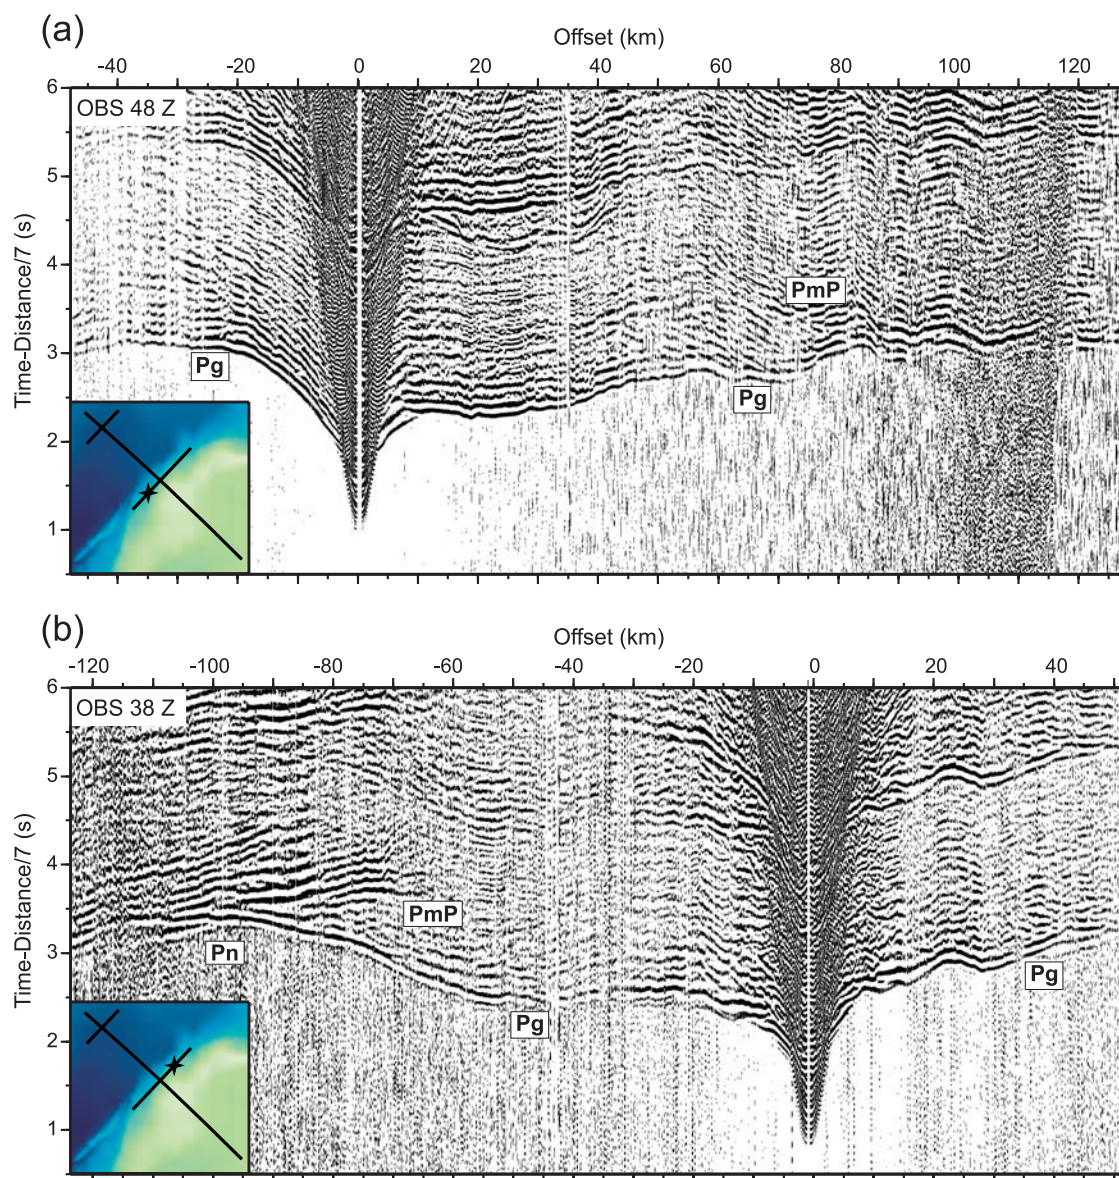 (a)
Offset (km)
-40 -20 0 20 40 60 80 100 120
6
OBS 48 Z
5
Time-Distance/7 (s)
4
PmP
3
Pg
Pg
2
1
(b)
Offset (km)
-120 -100 -80 -60 -40 -20 0 20 40
6
OBS 38 Z
5
Time-Distance/7 (s)
4
PmP
Pn
3
Pg
Pg
2
1